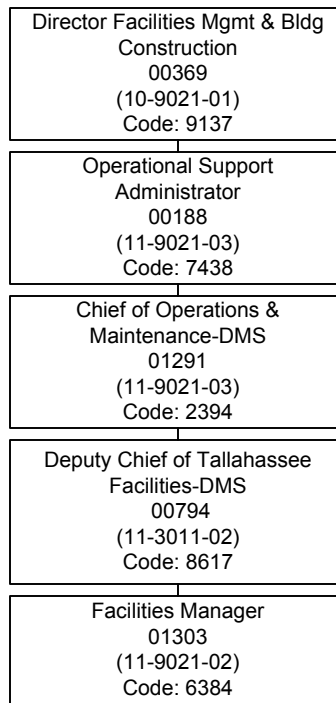 Director Facilities Mgmt & Bldg
Construction
00369
(10-9021-01)
Code: 9137
Operational Support
Administrator
00188
(11-9021-03)
Code: 7438
Chief of Operations &
Maintenance-DMS
01291
(11-9021-03)
Code: 2394
Deputy Chief of Tallahassee
Facilities-DMS
00794
(11-3011-02)
Code: 8617
Facilities Manager
01303
(11-9021-02)
Code: 6384